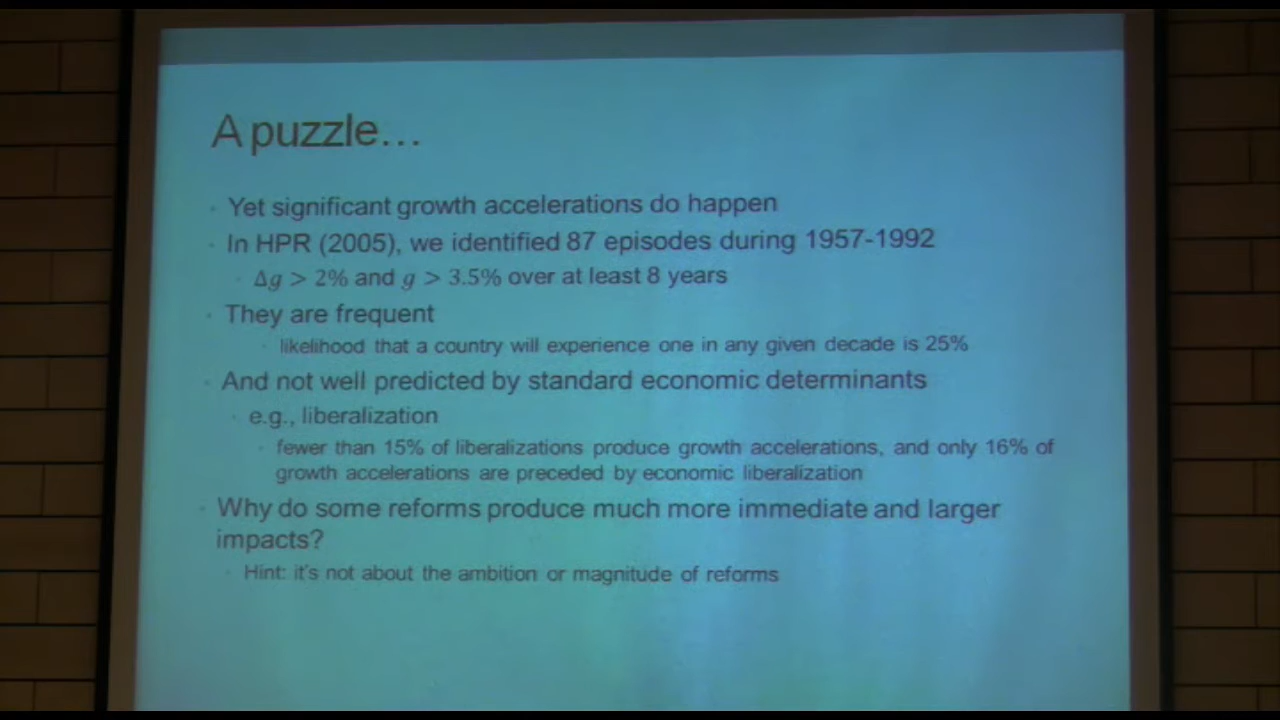 A puzzle...
Yet significant growth accelerations do happen
In HPR (2005), we identified 87 episodes during 1957-1992
Δg > 2% and g > 3.5% over at least 8 years
They are frequent
likelihood that a country will experience one in any given decade is 25%
And not well predicted by standard economic determinants
e.g., liberalization
fewer than 15% of liberalizations produce growth accelerations, and only 16% of
growth accelerations are preceded by economic liberalization
Why do some reforms produce much more immediate and larger
impacts?
Hint: it's not about the ambition or magnitude of reforms